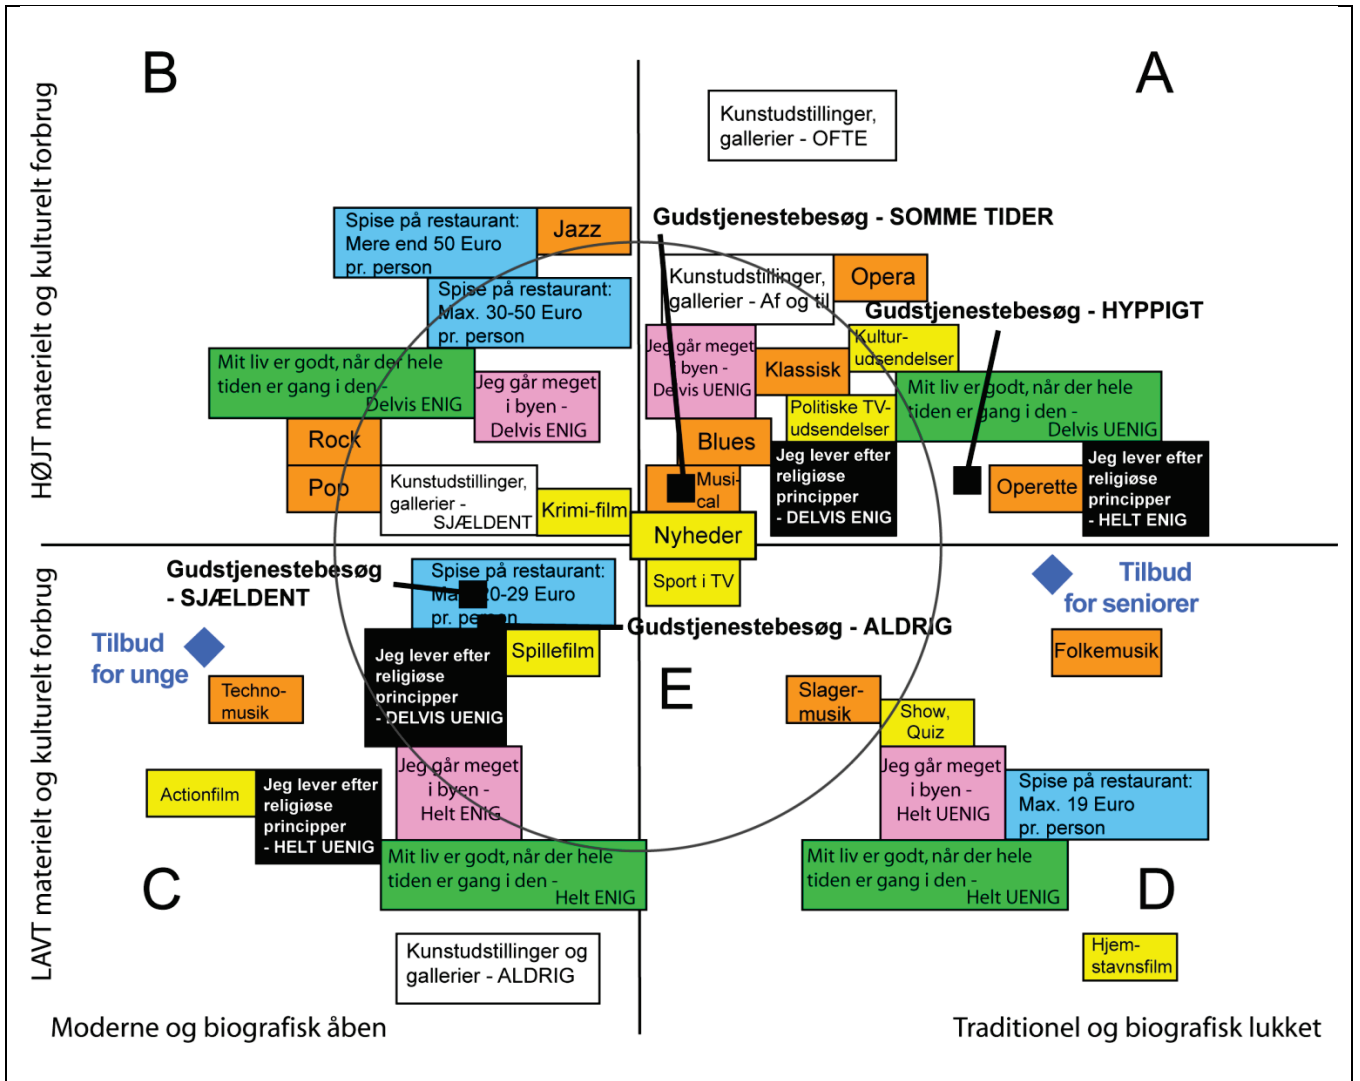 B
A
HØJT materielt og kulturelt forbrug
Kunstudstillinger,
gallerier - OFTE
Gudstjenestebesøg - SOMME TIDER
Spise på restaurant:
Mere end 50 Euro
pr. person
Jazz
Kunstudstillinger,
gallerier - Af og til
Opera
Spise på restaurant:
Max. 30-50 Euro
pr. person
Gudstjenestebesøg - HYPPIGT
Jeg går meget
i byen -
Delvis UENIG
Kultur-
udsendelser
Klassisk
Mit liv er godt, når der hele
tiden er gang i den -
Delvis ENIG
Jeg går meget
i byen -
Delvis ENIG
Mit liv er godt, når der hele
tiden er gang i den -
Delvis UENIG
Politiske TV-
udsendelser
Rock
Blues
Jeg lever efter
religiøse
principper
- DELVIS ENIG
Jeg lever efter
religiøse
principper
- HELT ENIG
Pop
Kunstudstillinger,
gallerier -
SJÆLDENT
Krimi-film
Musi-
cal
Operette
Nyheder
LAVT materielt og kulturelt forbrug
Gudstjenestebesøg
- SJÆLDENT
Spise på restaurant:
Max. 20-29 Euro
pr. person
Sport i TV
Tilbud
for seniorer
Gudstjenestebesøg - ALDRIG
Tilbud
for unge
Jeg lever efter
religiøse
principper
- DELVIS UENIG
Spillefilm
Folkemusik
E
Techno-
musik
Slager-
musik
Show,
Quiz
Actionfilm
Jeg lever efter
religiøse
principper
- HELT UENIG
Jeg går meget
i byen -
Helt ENIG
Jeg går meget
i byen -
Helt UENIG
Spise på restaurant:
Max. 19 Euro
pr. person
C
Mit liv er godt, når der hele
tiden er gang i den -
Helt ENIG
Mit liv er godt, når der hele
tiden er gang i den -
Helt UENIG
D
Kunstudstillinger og
gallerier - ALDRIG
Hjem-
stavnsfilm
Moderne og biografisk åben
Traditionel og biografisk lukket